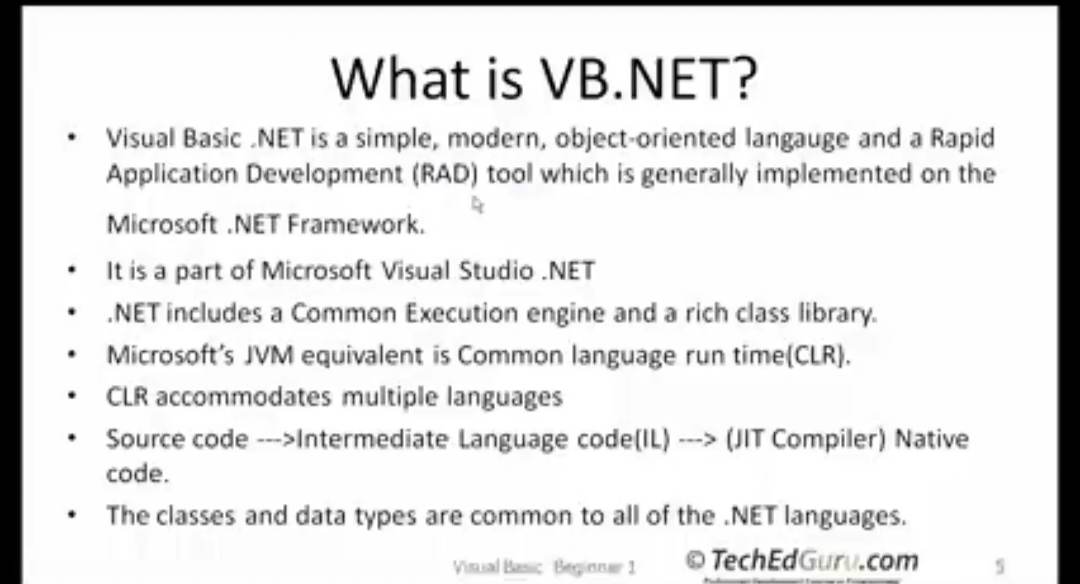 What is VB.NET?
• Visual Basic .NET is a simple, modern, object-oriented langauge and a Rapid
Application Development (RAD) tool which is generally implemented on the
Microsoft .NET Framework.
• It is a part of Microsoft Visual Studio .NET
• .NET includes a Common Execution engine and a rich class library.
• Microsoft's JVM equivalent is Common language run time(CLR).
• CLR accommodates multiple languages
• Source code --->Intermediate Language code(IL) ---> (JIT Compiler) Native
code.
• The classes and data types are common to all of the .NET languages.
Visual Basic Beginner 1
© TechEdGuru.com
5